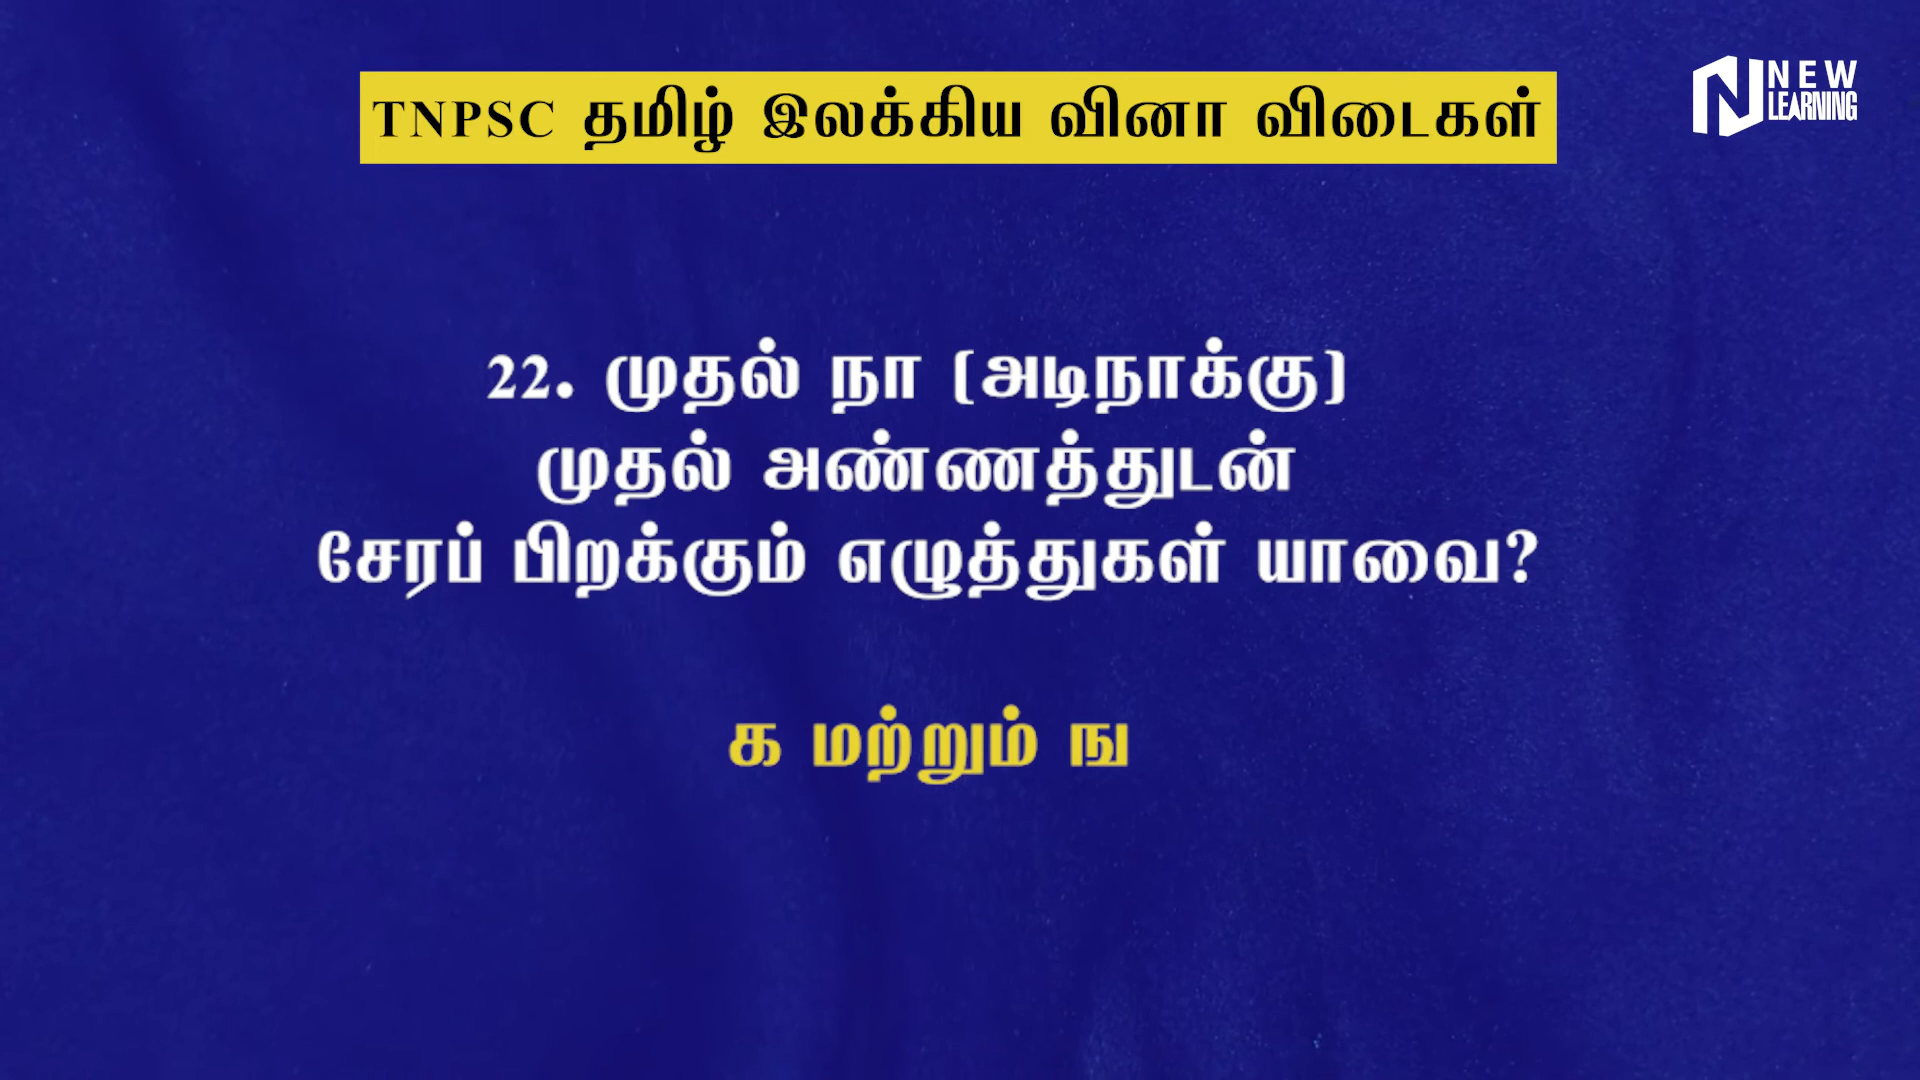 TNPSC தமிழ் இலக்கிய வினா விடைகள்
NEW
LEARNING
22. முதல் நா (அடிநாக்கு)
முதல் அண்ணத்துடன்
சேரப் பிறக்கும் எழுத்துகள் யாவை?
க மற்றும் ங